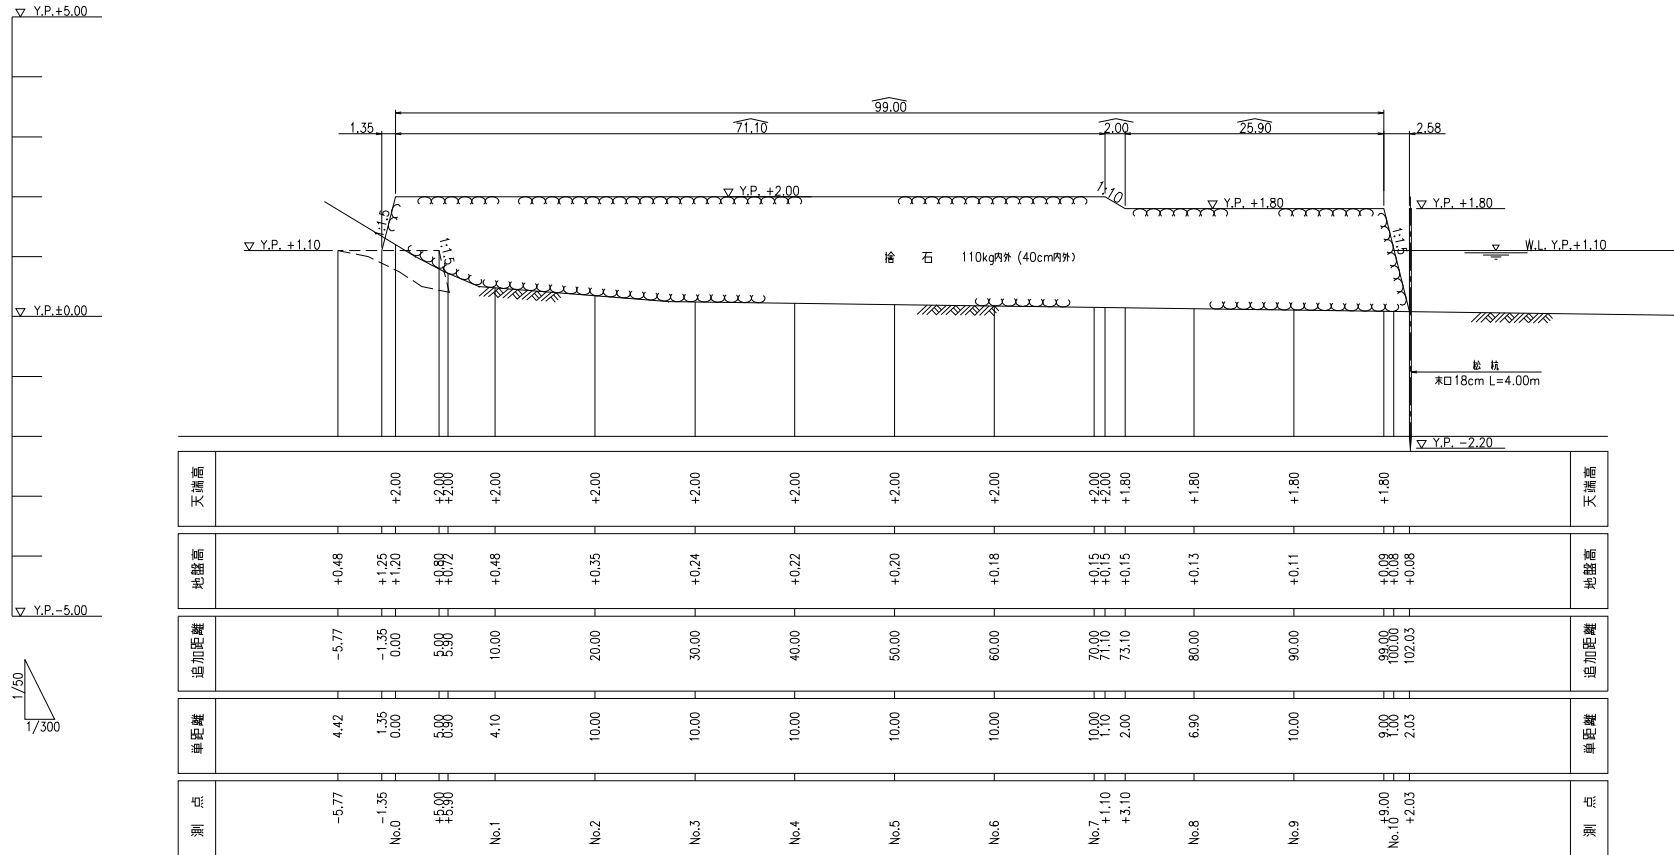 Y.P.+5.00
99.00
1.35
71.10
2.00
25.90
2.58
Y.P. +2.00
1:10
Y.P. +1.80
Y.P. +1.80
1:1.5
1:1.5
1:1.5
Y.P. +1.10
W.L. Y.P.+1.10
捨 石 110kg内外 (40cm内外)
Y.P.±0.00
松 杭
末口18cm L=4.00m
Y.P. -2.20
Y.P.-5.00
1/50
1/300
天端高 +2.00 +2.00 +2.00 +2.00 +2.00 +2.00 +2.00 +2.00 +2.00 +2.00 +2.00 +1.80 +1.80 +1.80 +1.80 天端高
地盤高 +0.48 +1.25 +1.20 +0.80 +0.72 +0.48 +0.35 +0.24 +0.22 +0.20 +0.18 +0.15 +0.15 +0.15 +0.13 +0.11 +0.09 +0.08 +0.08 地盤高
追加距離 -5.77 -1.35 0.00 5.00 5.90 10.00 20.00 30.00 40.00 50.00 60.00 70.00 71.10 73.10 80.00 90.00 99.00 100.00 102.03 追加距離
単距離 4.42 1.35 0.00 5.00 0.90 4.10 10.00 10.00 10.00 10.00 10.00 10.00 1.10 2.00 6.90 10.00 9.00 1.00 2.03 単距離
測 点 -5.77 -1.35 No.0 +5.00 +5.90 No.1 No.2 No.3 No.4 No.5 No.6 No.7 +1.10 +3.10 No.8 No.9 +9.00 No.10 +2.03 測 点